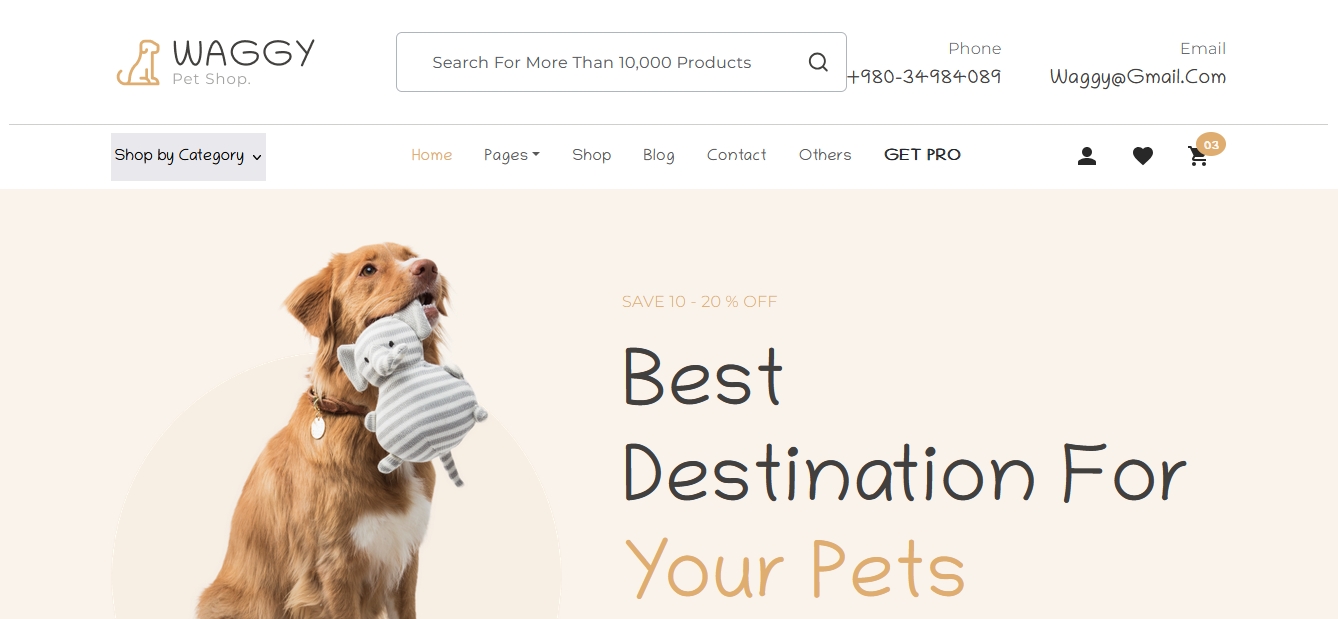 WAGGY
Pet Shop.
Search For More Than 10,000 Products
Phone
+980-34984089
Email
Waggy@Gmail.Com
Shop by Category
Home Pages Shop Blog Contact Others GET PRO
03
SAVE 10 - 20 % OFF
Best
Destination For
Your Pets